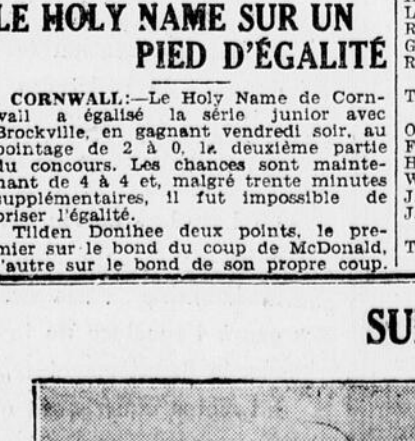 LE HOLY NAME SUR UN
PIED D'ÉGALITÉ
CORNWALL:—Le Holy Name de Corn-
wall a égalisé la série junior avec
Brockville, en gagnant vendredi soir, au
pointage de 2 à 0, la deuxième partie
du concours. Les chances sont mainte-
nant de 4 à 4 et, malgré trente minutes
supplémentaires, il fut impossible de
briser l'égalité.
Tilden Donihee deux points, le pre-
mier sur le bond du coup de McDonald,
l'autre sur le bond de son propre coup.